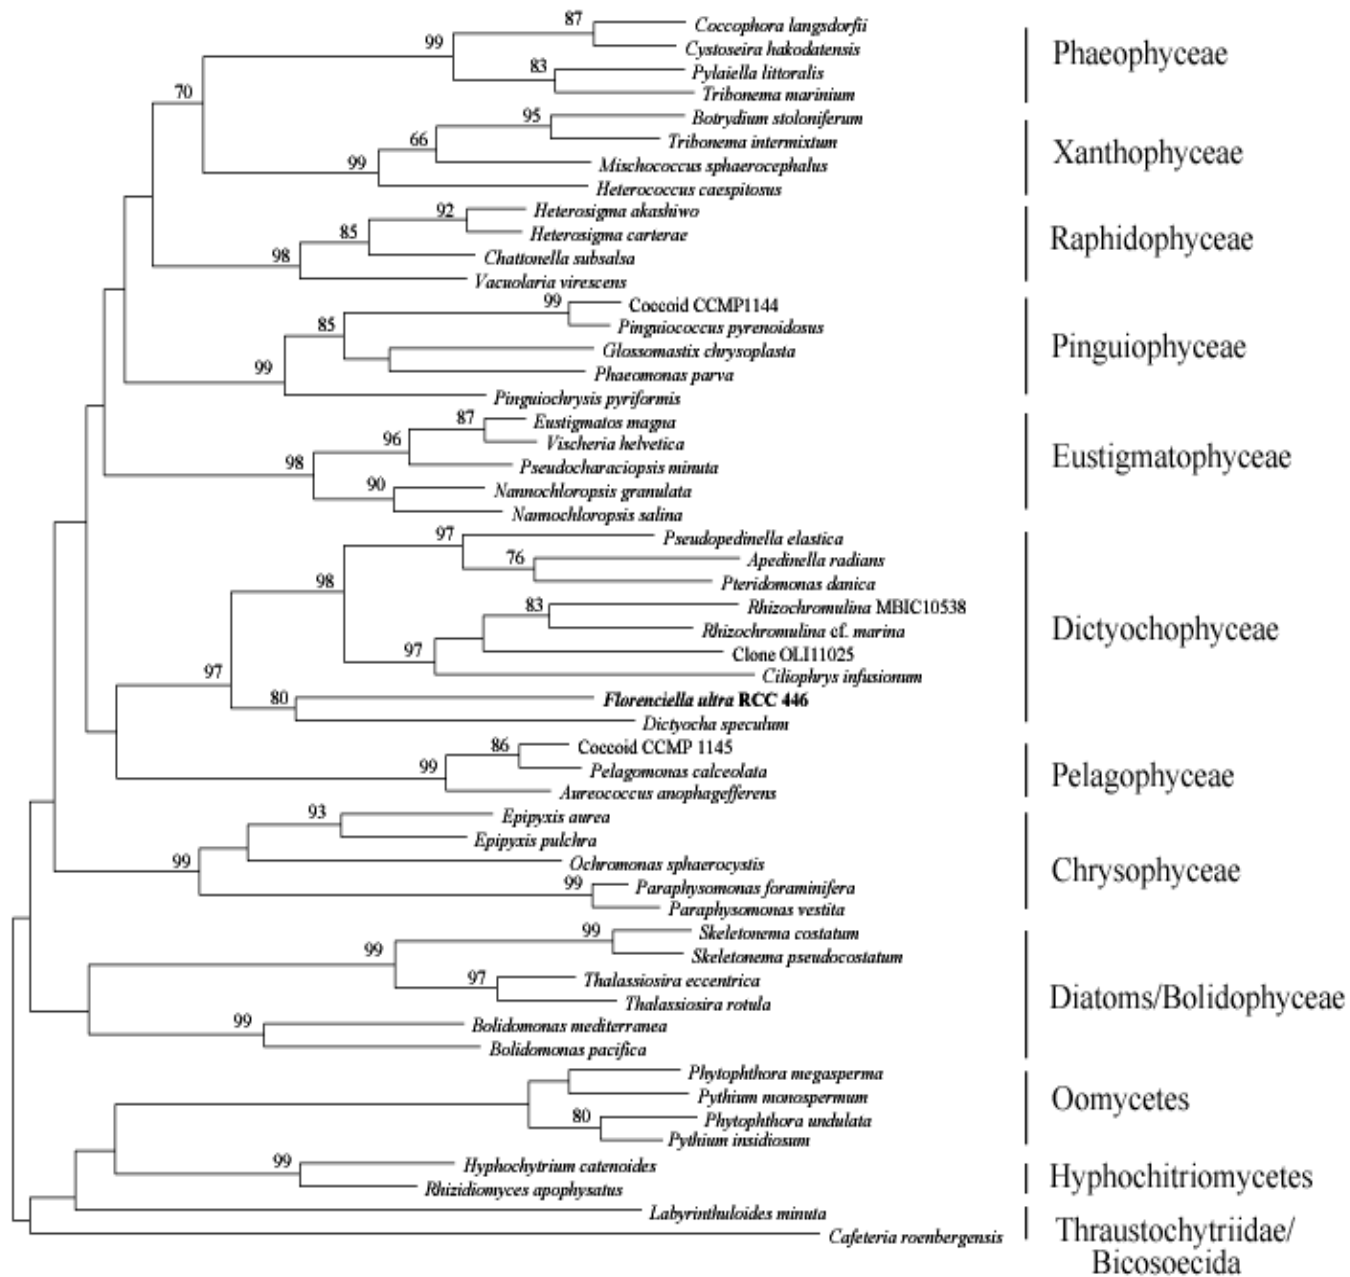 87
Coccophora langsdorfii
99
Cystoseira hakodatensis
Phaeophyceae
83
Pylaiella littoralis
70
Tribonema marinium
95
Botrydium stoloniferum
66
Tribonema intermixtum
Xanthophyceae
99
Mischococcus sphaerocephalus
Heterococcus caespitosus
92
Heterosigma akashiwo
85
Heterosigma carterae
Raphidophyceae
98
Chattonella subsalsa
Vacuolaria virescens
99
Coccoid CCMP1144
85
Pinguiococcus pyrenoidosus
Glossomastix chrysoplasta
Pinguiophyceae
99
Phaeomonas parva
Pinguiochrysis pyriformis
87
Eustigmatos magna
96
Vischeria helvetica
98
Pseudocharaciopsis minuta
Eustigmatophyceae
90
Nannochloropsis granulata
Nannochloropsis salina
97
Pseudopedinella elastica
76
Apedinella radians
98
Pteridomonas danica
83
Rhizochromulina MBIC10538
Rhizochromulina cf. marina
Dictyochophyceae
97
Clone OLI11025
97
Ciliophrys infusionum
80
Florenciella ultra RCC 446
Dictyocha speculum
86
Coccoid CCMP 1145
99
Pelagomonas calceolata
Pelagophyceae
Aureococcus anophagefferens
93
Epipyxis aurea
Epipyxis pulchra
99
Ochromonas sphaerocystis
Chrysophyceae
99
Paraphysomonas foraminifera
Paraphysomonas vestita
99
Skeletonema costatum
99
Skeletonema pseudocostatum
97
Thalassiosira eccentrica
Thalassiosira rotula
Diatoms/Bolidophyceae
99
Bolidomonas mediterranea
Bolidomonas pacifica
Phytophthora megasperma
Pythium monospermum
Oomycetes
80
Phytophthora undulata
Pythium insidiosum
99
Hyphochytrium catenoides
Hyphochitriomycetes
Rhizidiomyces apophysatus
Labyrinthuloides minuta
Thraustochytriidae/
Cafeteria roenbergensis
Bicosoecida